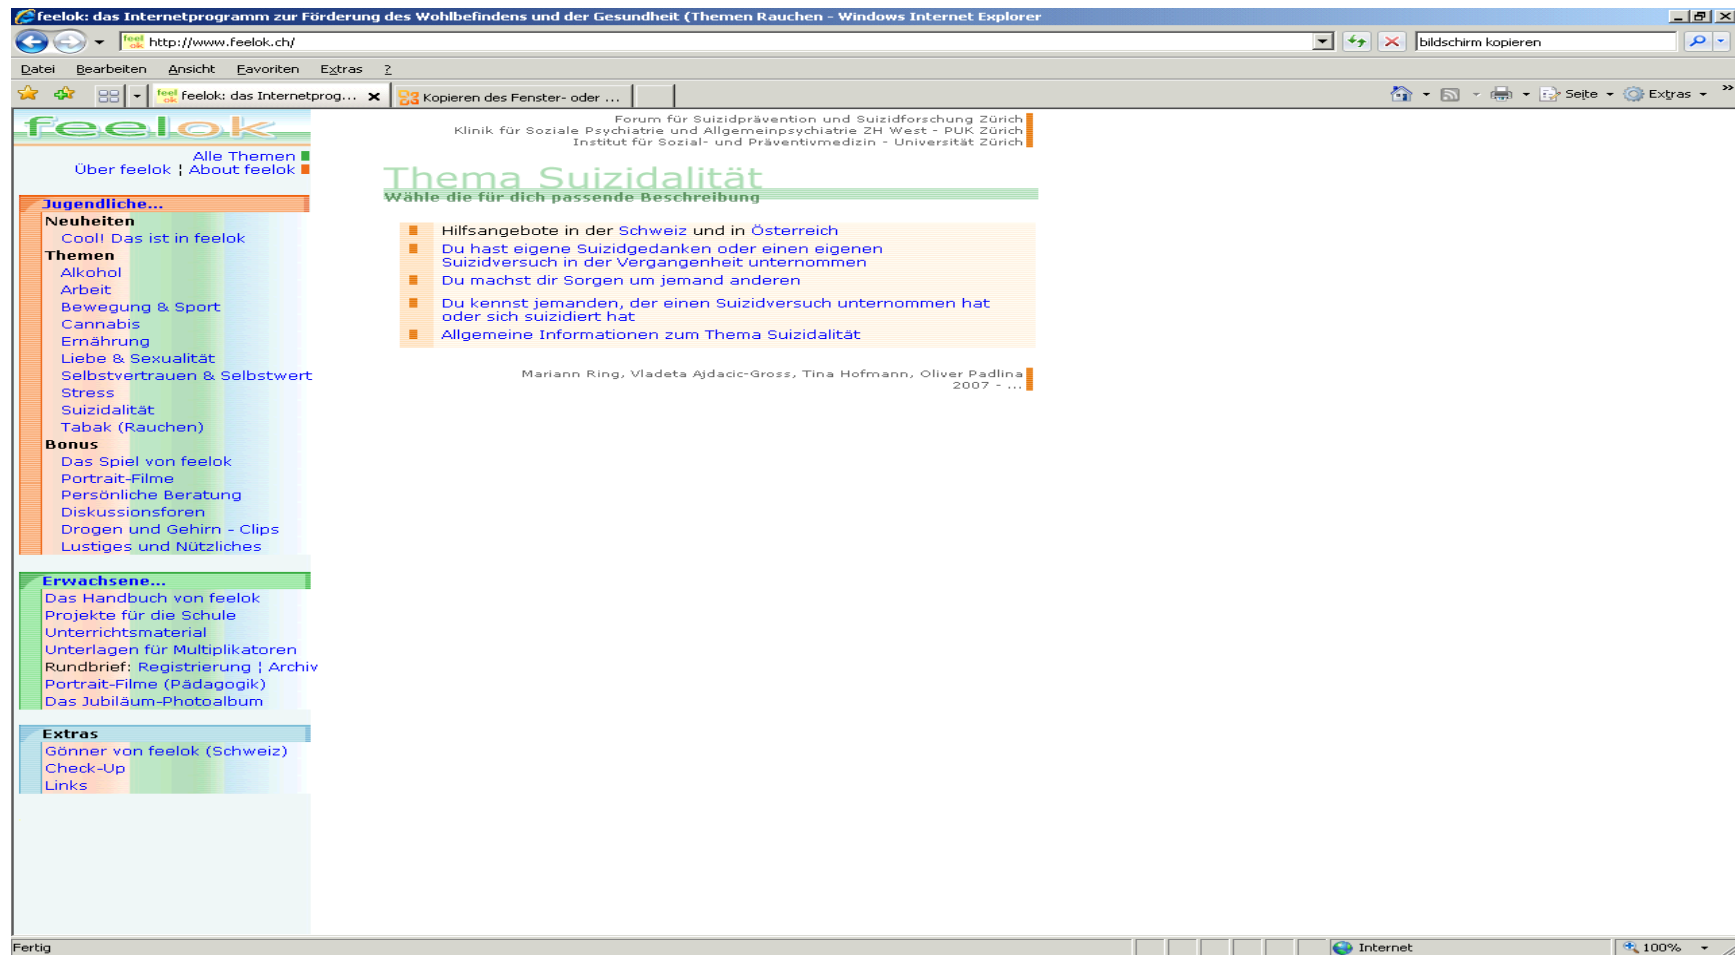 feelok: das Internetprogramm zur Förderung des Wohlbefindens und der Gesundheit (Themen Rauchen - Windows Internet Explorer
http://www.feelok.ch/
bildschirm kopieren
Datei Bearbeiten Ansicht Favoriten Extras ?
feelok: das Internetprog...
Kopieren des Fenster- oder ...
Seite Extras
feelok
Alle Themen
Über feelok ¦ About feelok
Jugendliche...
Neuheiten
Cool! Das ist in feelok
Themen
Alkohol
Arbeit
Bewegung & Sport
Cannabis
Ernährung
Liebe & Sexualität
Selbstvertrauen & Selbstwert
Stress
Suizidalität
Tabak (Rauchen)
Bonus
Das Spiel von feelok
Portrait-Filme
Persönliche Beratung
Diskussionsforen
Drogen und Gehirn - Clips
Lustiges und Nützliches
Erwachsene...
Das Handbuch von feelok
Projekte für die Schule
Unterrichtsmaterial
Unterlagen für Multiplikatoren
Rundbrief: Registrierung ¦ Archiv
Portrait-Filme (Pädagogik)
Das Jubiläum-Photoalbum
Extras
Gönner von feelok (Schweiz)
Check-Up
Links
Forum für Suizidprävention und Suizidforschung Zürich
Klinik für Soziale Psychiatrie und Allgemeinpsychiatrie ZH West - PUK Zürich
Institut für Sozial- und Präventivmedizin - Universität Zürich
Thema Suizidalität
Wähle die für dich passende Beschreibung
Hilfsangebote in der Schweiz und in Österreich
Du hast eigene Suizidgedanken oder einen eigenen
Suizidversuch in der Vergangenheit unternommen
Du machst dir Sorgen um jemand anderen
Du kennst jemanden, der einen Suizidversuch unternommen hat
oder sich suizidiert hat
Allgemeine Informationen zum Thema Suizidalität
Mariann Ring, Vladeta Ajdacic-Gross, Tina Hofmann, Oliver Padlina
2007 - ...
Fertig
Internet
100%